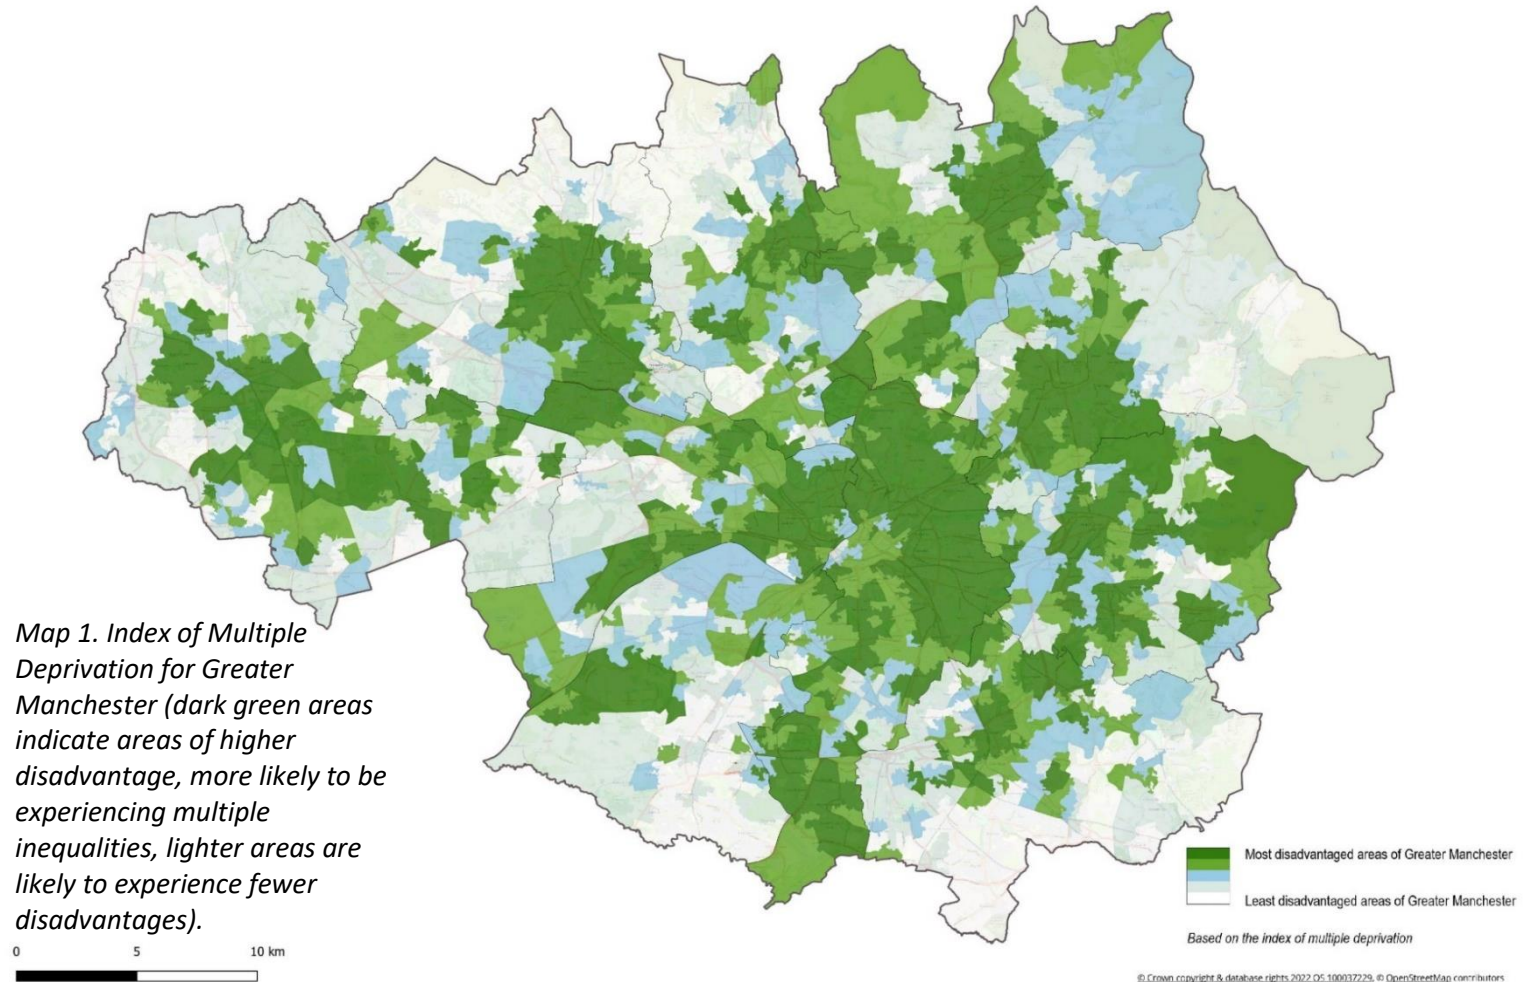 Map 1. Index of Multiple
Deprivation for Greater
Manchester (dark green areas
indicate areas of higher
disadvantage, more likely to be
experiencing multiple
inequalities, lighter areas are
likely to experience fewer
disadvantages).
0 5 10 km
Most disadvantaged areas of Greater Manchester
Least disadvantaged areas of Greater Manchester
Based on the index of multiple deprivation
© Crown copyright & database rights 2022 OS 100037229, © OpenStreetMap contributors